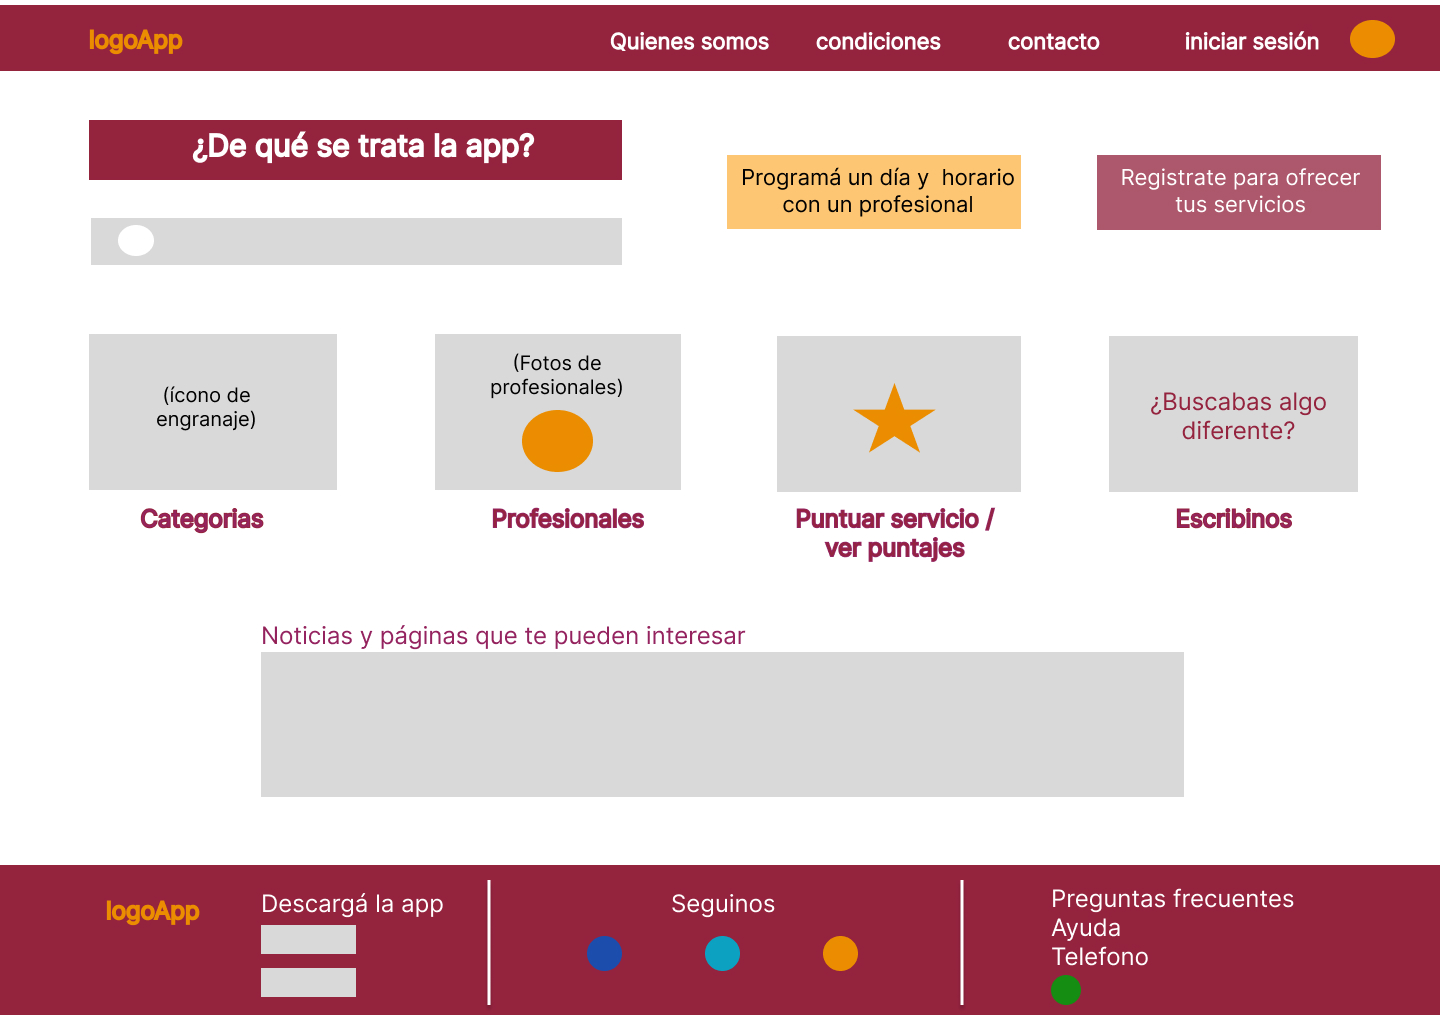 logoApp
Quienes somos
condiciones
contacto
iniciar sesión
¿De qué se trata la app?
Programá un día y  horario
con un profesional
Registrate para ofrecer
tus servicios
(ícono de
engranaje)
(Fotos de
profesionales)
¿Buscabas algo
diferente?
Categorias
Profesionales
Puntuar servicio /
ver puntajes
Escribinos
Noticias y páginas que te pueden interesar
logoApp
Descargá la app
Seguinos
Preguntas frecuentes
Ayuda
Telefono